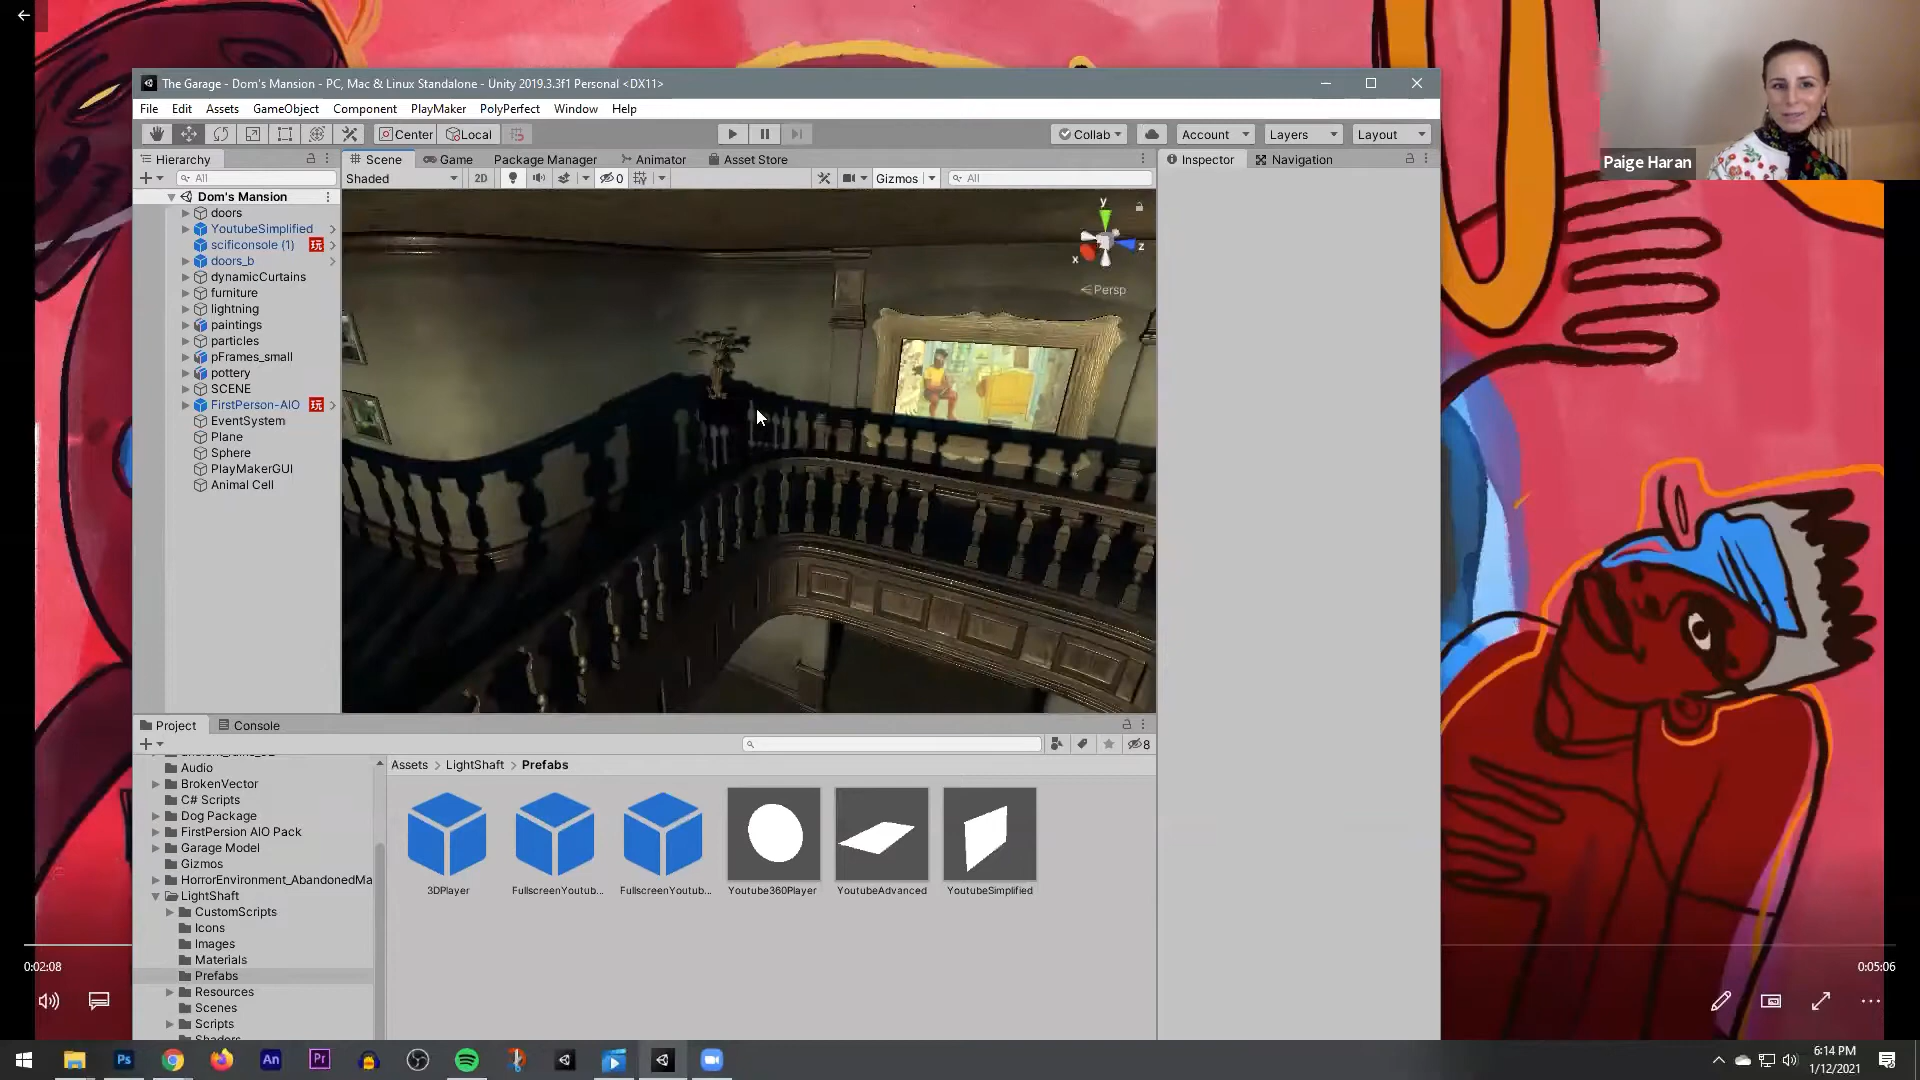 The Garage - Dom's Mansion - PC, Mac & Linux Standalone - Unity 2019.3.3f1 Personal <DX11>
File Edit Assets GameObject Component PlayMaker PolyPerfect Window Help
Center Local Collab Account Layers Layout
Hierarchy Scene Game Package Manager Animator Asset Store Inspector Navigation
Paige Haran
All Shaded 2D 0 Gizmos All
Dom's Mansion
doors
YoutubeSimplified
scificonsole (1) 玩
doors_b
dynamicCurtains
furniture
lightning
paintings
particles
pFrames_small
pottery
SCENE
FirstPerson-AIO 玩
EventSystem
Plane
Sphere
PlayMakerGUI
Animal Cell
y
x
z
Persp
Project Console
8
Assets > LightShaft > Prefabs
Audio
BrokenVector
C# Scripts
Dog Package
FirstPersion AIO Pack
Garage Model
Gizmos
HorrorEnvironment_AbandonedMa
LightShaft
CustomScripts
Icons
Images
Materials
Prefabs
Resources
Scenes
Scripts
3DPlayer FullscreenYoutub... FullscreenYoutub... Youtube360Player YoutubeAdvanced YoutubeSimplified
0:02:08
0:05:06
Ps An Pr
6:14 PM
1/12/2021